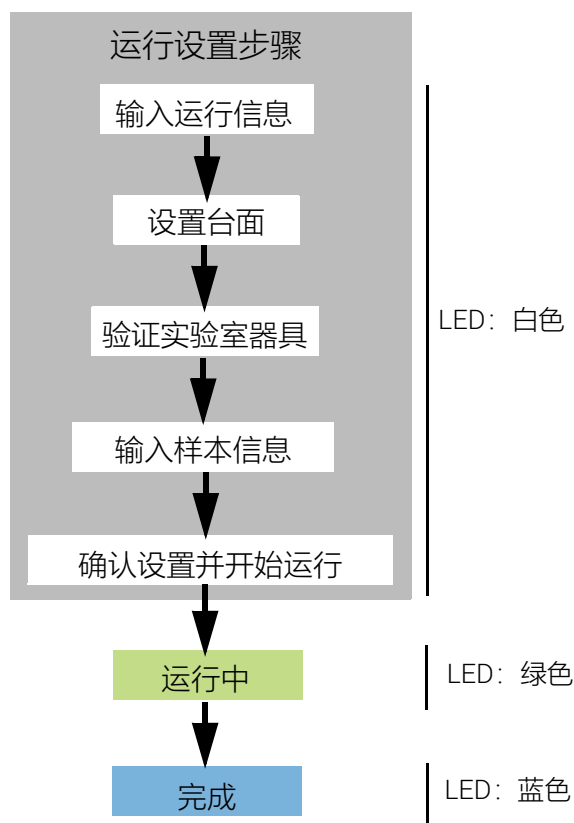 运行设置步骤
输入运行信息
设置台面
验证实验室器具
输入样本信息
确认设置并开始运行
LED：白色
运行中
LED：绿色
完成
LED：蓝色